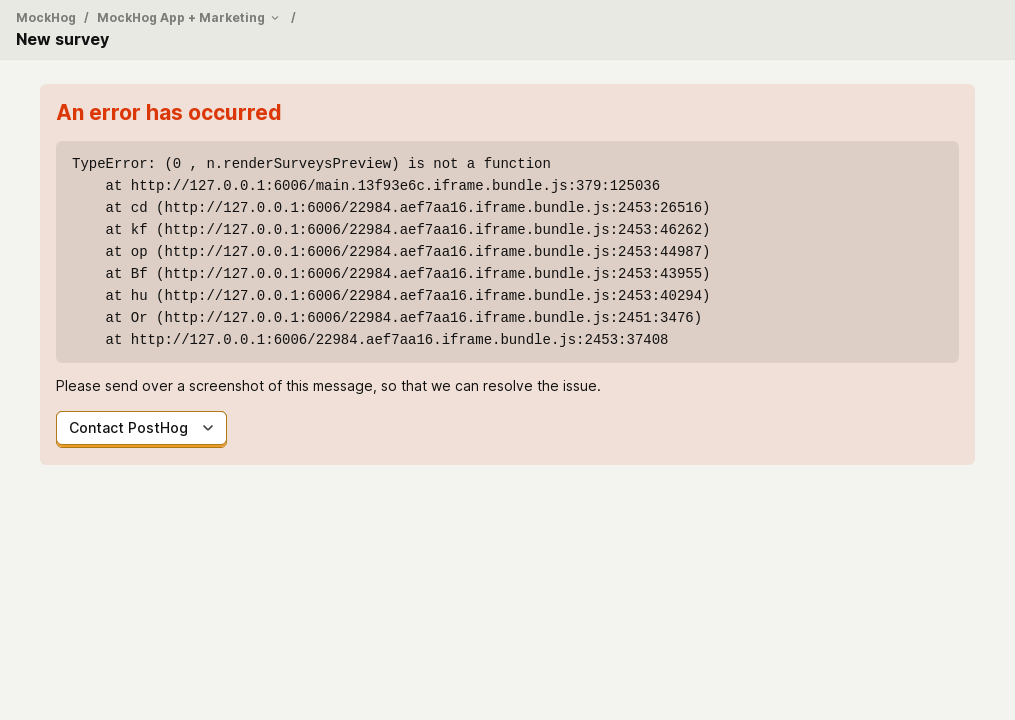 MockHog / MockHog App + Marketing /
New survey
An error has occurred
TypeError: (0 , n.renderSurveysPreview) is not a function
at http://127.0.0.1:6006/main.13f93e6c.iframe.bundle.js:379:125036
at cd (http://127.0.0.1:6006/22984.aef7aa16.iframe.bundle.js:2453:26516)
at kf (http://127.0.0.1:6006/22984.aef7aa16.iframe.bundle.js:2453:46262)
at op (http://127.0.0.1:6006/22984.aef7aa16.iframe.bundle.js:2453:44987)
at Bf (http://127.0.0.1:6006/22984.aef7aa16.iframe.bundle.js:2453:43955)
at hu (http://127.0.0.1:6006/22984.aef7aa16.iframe.bundle.js:2453:40294)
at Or (http://127.0.0.1:6006/22984.aef7aa16.iframe.bundle.js:2451:3476)
at http://127.0.0.1:6006/22984.aef7aa16.iframe.bundle.js:2453:37408
Please send over a screenshot of this message, so that we can resolve the issue.
Contact PostHog